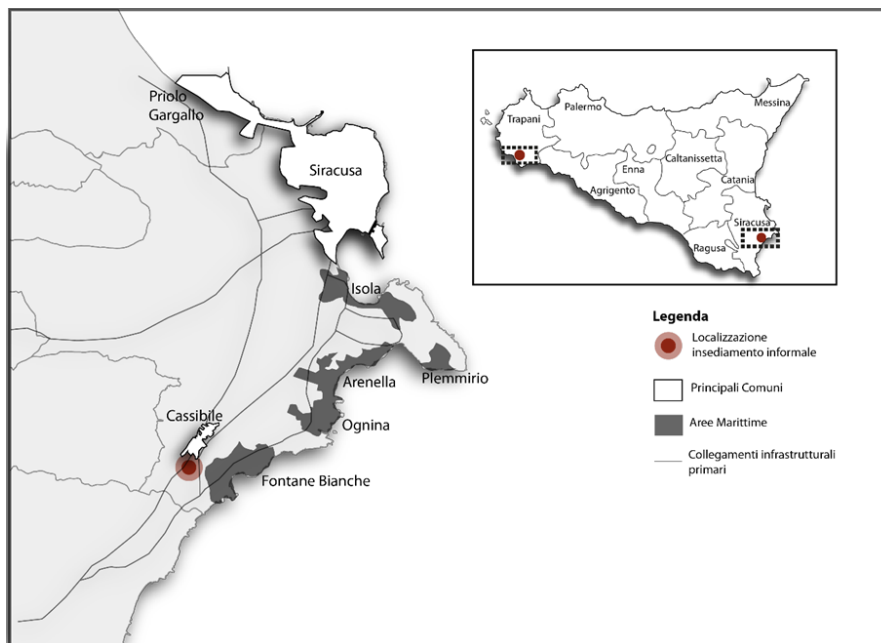 Priolo
Gargallo
Siracusa
Isola
Arenella
Plemmirio
Ognina
Cassibile
Fontane Bianche
Messina
Palermo
Trapani
Caltanissetta
Enna
Catania
Agrigento
Siracusa
Ragusa
Legenda
Localizzazione
insediamento informale
Principali Comuni
Aree Marittime
Collegamenti infrastrutturali
primari